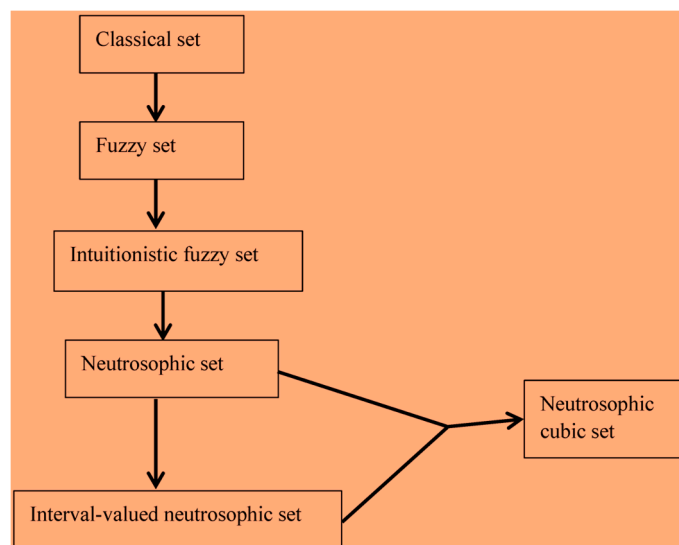 Classical set
Fuzzy set
Intuitionistic fuzzy set
Neutrosophic set
Neutrosophic
cubic set
Interval-valued neutrosophic set